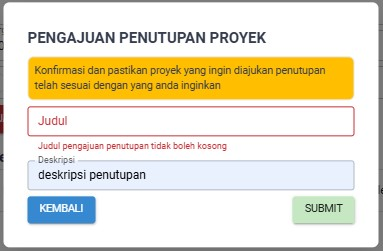 PENGAJUAN PENUTUPAN PROYEK
Konfirmasi dan pastikan proyek yang ingin diajukan penutupan
telah sesuai dengan yang anda inginkan
Judul
Judul pengajuan penutupan tidak boleh kosong
Deskripsi
deskripsi penutupan
KEMBALI
SUBMIT